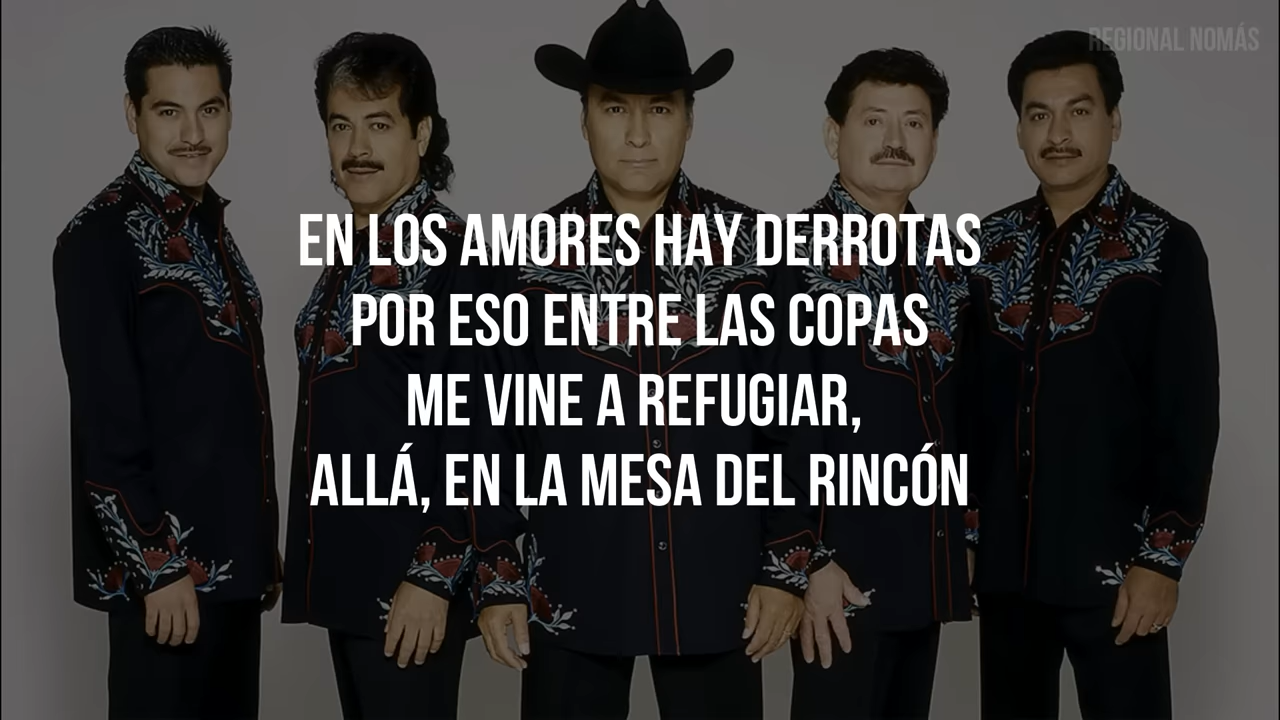 REGIONAL NOMÁS
EN LOS AMORES HAY DERROTAS
POR ESO ENTRE LAS COPAS
ME VINE A REFUGIAR,
ALLÁ, EN LA MESA DEL RINCÓN